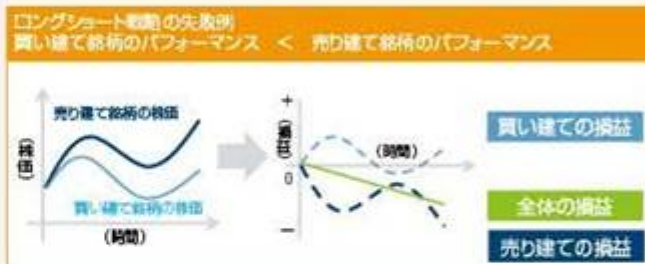 ロングショート戦略の失敗例
買い建て銘柄のパフォーマンス < 売り建て銘柄のパフォーマンス
売り建て銘柄の株価
(株価)
買い建て銘柄の株価
(時間)
+
(損益)
0
−
(時間)
買い建ての損益
全体の損益
売り建ての損益